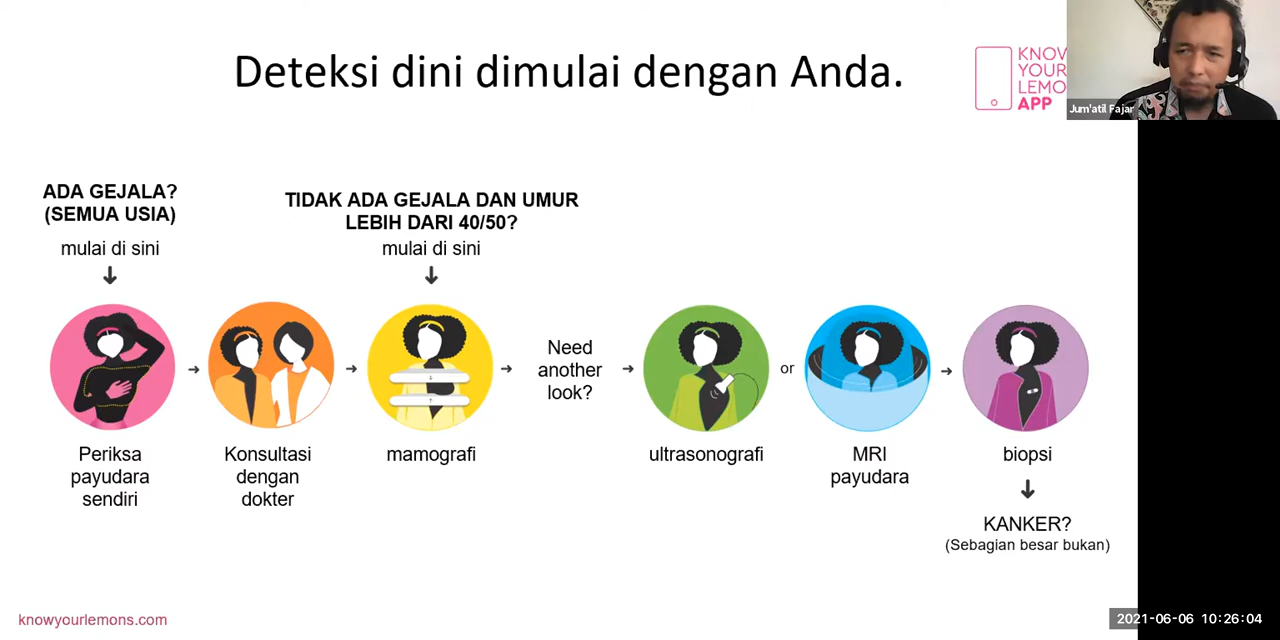 Deteksi dini dimulai dengan Anda.
KNOW
YOUR
LEMO
APP
Jum'atil Fajar
ADA GEJALA?
(SEMUA USIA)
mulai di sini
TIDAK ADA GEJALA DAN UMUR
LEBIH DARI 40/50?
mulai di sini
Periksa
payudara
sendiri
Konsultasi
dengan
dokter
mamografi
Need
another
look?
ultrasonografi
or
MRI
payudara
biopsi
KANKER?
(Sebagian besar bukan)
knowyourlemons.com
2021-06-06 10:26:04